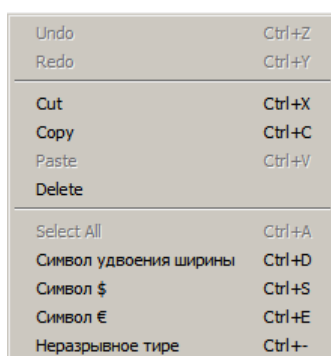 Undo Ctrl+Z
Redo Ctrl+Y
Cut Ctrl+X
Copy Ctrl+C
Paste Ctrl+V
Delete
Select All Ctrl+A
Символ удвоения ширины Ctrl+D
Символ $ Ctrl+S
Символ € Ctrl+E
Неразрывное тире Ctrl+-